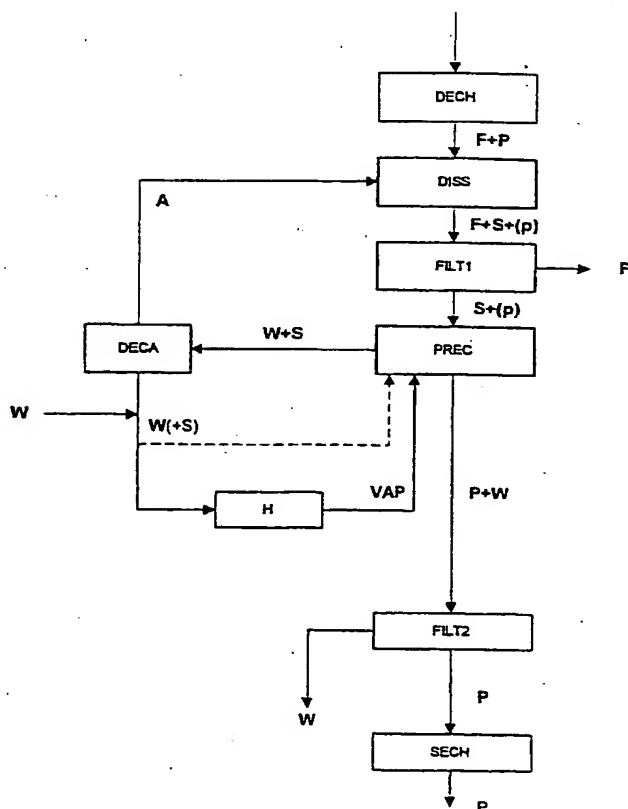 DECH
F+P
DISS
A
F+S+(p)
FILT1
F
S+(p)
DECA
W+S
PREC
W
W(+S)
VAP
H
P+W
FILT2
W
P
SECH
P